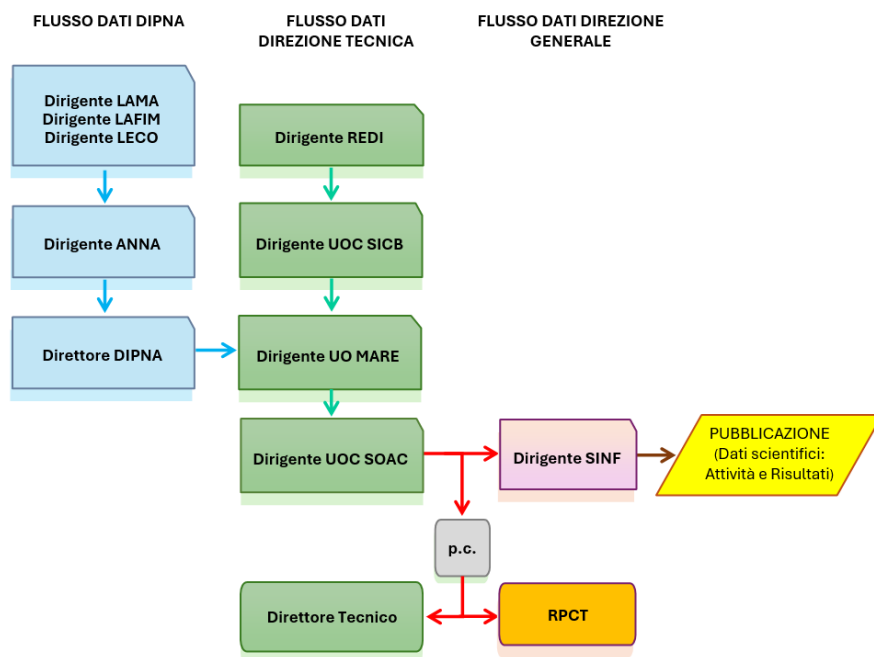 FLUSSO DATI DIPNA
FLUSSO DATI
DIREZIONE TECNICA
FLUSSO DATI DIREZIONE
GENERALE
Dirigente LAMA
Dirigente LAFIM
Dirigente LECO
Dirigente REDI
Dirigente ANNA
Dirigente UOC SICB
Direttore DIPNA
Dirigente UO MARE
Dirigente UOC SOAC
Dirigente SINF
PUBBLICAZIONE
(Dati scientifici:
Attività e Risultati)
p.c.
Direttore Tecnico
RPCT